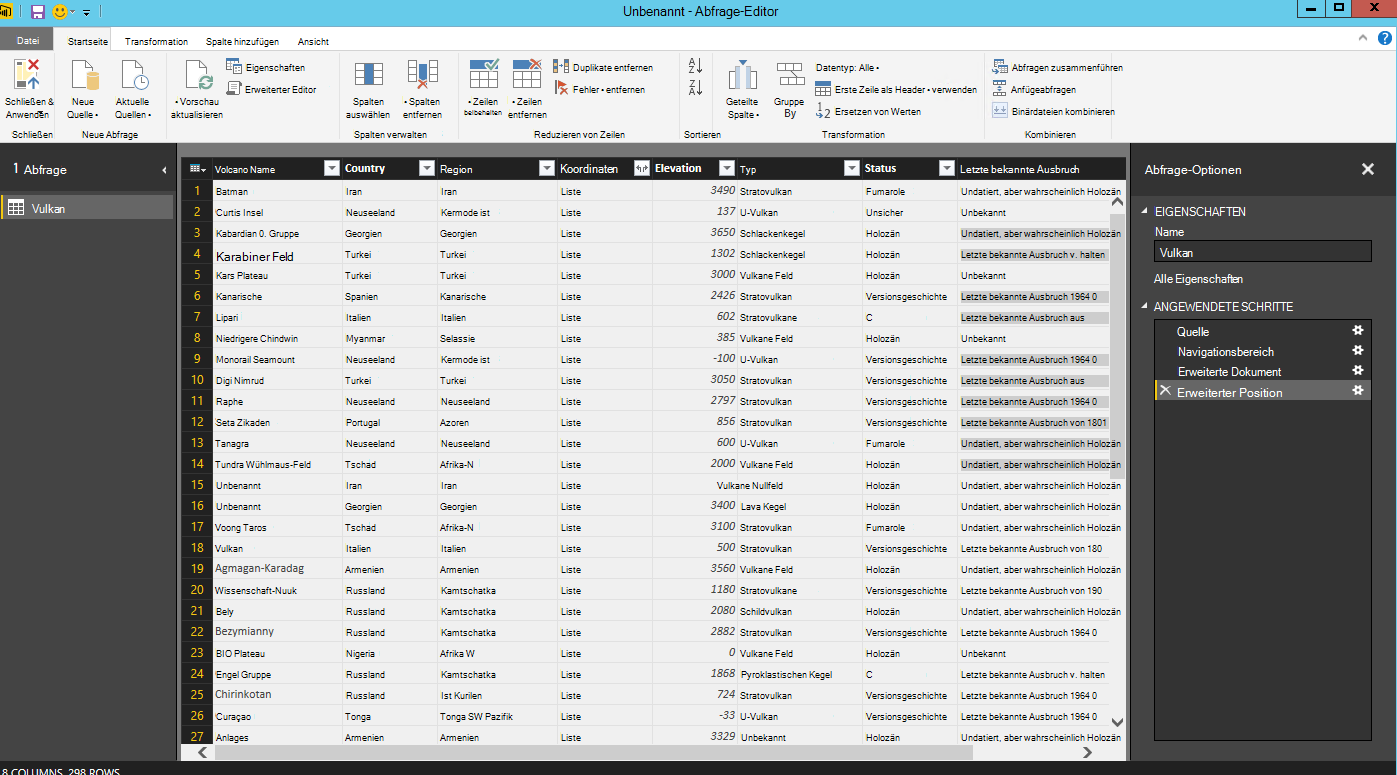 Unbenannt - Abfrage-Editor
Datei Startseite Transformation Spalte hinzufügen Ansicht
Schließen & Anwenden
Neue Quelle
Aktuelle Quellen
Vorschau aktualisieren
Eigenschaften
Erweiterter Editor
Spalten auswählen
Spalten entfernen
Zeilen beibehalten
Zeilen entfernen
Duplikate entfernen
Fehler • entfernen
Geteilte Spalte
Gruppe By
Datentyp: Alle
Erste Zeile als Header • verwenden
Ersetzen von Werten
Abfragen zusammenführen
Anfügeabfragen
Binärdateien kombinieren
Schließen Neue Abfrage Spalten verwalten Reduzieren von Zeilen Sortieren Transformation Kombinieren
1 Abfrage
Vulkan
Volcano Name Country Region Koordinaten Elevation Typ Status Letzte bekannte Ausbruch
1 Batman Iran Iran Liste 3490 Stratovulkan Fumarole Undatiert, aber wahrscheinlich Holozän
2 Curtis Insel Neuseeland Kermode ist Liste 137 U-Vulkan Unsicher Unbekannt
3 Kabardian 0. Gruppe Georgien Georgien Liste 3650 Schlackenkegel Holozän Undatiert, aber wahrscheinlich Holozän
4 Karabiner Feld Turkei Turkei Liste 1302 Schlackenkegel Holozän Letzte bekannte Ausbruch v. halten
5 Kars Plateau Turkei Turkei Liste 3000 Vulkane Feld Holozän Unbekannt
6 Kanarische Spanien Kanarische Liste 2426 Stratovulkan Versionsgeschichte Letzte bekannte Ausbruch 1964 0
7 Lipari Italien Italien Liste 602 Stratovulkane C Letzte bekannte Ausbruch aus
8 Niedrigere Chindwin Myanmar Selassie Liste 385 Vulkane Feld Holozän Unbekannt
9 Monorail Seamount Neuseeland Kermode ist Liste -100 U-Vulkan Versionsgeschichte Letzte bekannte Ausbruch 1964 0
10 Digi Nimrud Turkei Turkei Liste 3050 Stratovulkan Versionsgeschichte Letzte bekannte Ausbruch aus
11 Raphe Neuseeland Neuseeland Liste 2797 Stratovulkan Versionsgeschichte Letzte bekannte Ausbruch 1964 0
12 Seta Zikaden Portugal Azoren Liste 856 Stratovulkan Versionsgeschichte Letzte bekannte Ausbruch von 1801
13 Tanagra Neuseeland Neuseeland Liste 600 U-Vulkan Fumarole Undatiert, aber wahrscheinlich Holozän
14 Tundra Wühlmaus-Feld Tschad Afrika-N Liste 2000 Vulkane Feld Holozän Undatiert, aber wahrscheinlich Holozän
15 Unbenannt Iran Iran Liste Vulkane Nullfeld Holozän Undatiert, aber wahrscheinlich Holozän
16 Unbenannt Georgien Georgien Liste 3400 Lava Kegel Holozän Undatiert, aber wahrscheinlich Holozän
17 Voong Taros Tschad Afrika-N Liste 3100 Stratovulkan Fumarole Undatiert, aber wahrscheinlich Holozän
18 Vulkan Italien Italien Liste 500 Stratovulkan Versionsgeschichte Letzte bekannte Ausbruch von 180
19 Agmagan-Karadag Armenien Armenien Liste 3560 Vulkane Feld Holozän Undatiert, aber wahrscheinlich Holozän
20 Wissenschaft-Nuuk Russland Kamtschatka Liste 1180 Stratovulkane Versionsgeschichte Letzte bekannte Ausbruch von 190
21 Bely Russland Kamtschatka Liste 2080 Schildvulkan Holozän Undatiert, aber wahrscheinlich Holozän
22 Bezymianny Russland Kamtschatka Liste 2882 Stratovulkan Versionsgeschichte Letzte bekannte Ausbruch 1964 0
23 BIO Plateau Nigeria Afrika W Liste 0 Vulkane Feld Holozän Unbekannt
24 Engel Gruppe Russland Kamtschatka Liste 1868 Pyroklastischen Kegel C Letzte bekannte Ausbruch v. halten
25 Chirinkotan Russland Ist Kurilen Liste 724 Stratovulkan Versionsgeschichte Letzte bekannte Ausbruch 1964 0
26 Curaçao Tonga Tonga SW Pazifik Liste -33 U-Vulkan Versionsgeschichte Letzte bekannte Ausbruch 1964 0
27 Anlages Armenien Armenien Liste 3329 Unbekannt Holozän Undatiert, aber wahrscheinlich Holozän
Abfrage-Optionen
EIGENSCHAFTEN
Name
Vulkan
Alle Eigenschaften
ANGEWENDETE SCHRITTE
Quelle
Navigationsbereich
Erweiterte Dokument
Erweiterter Position
8 COLUMNS, 298 ROWS